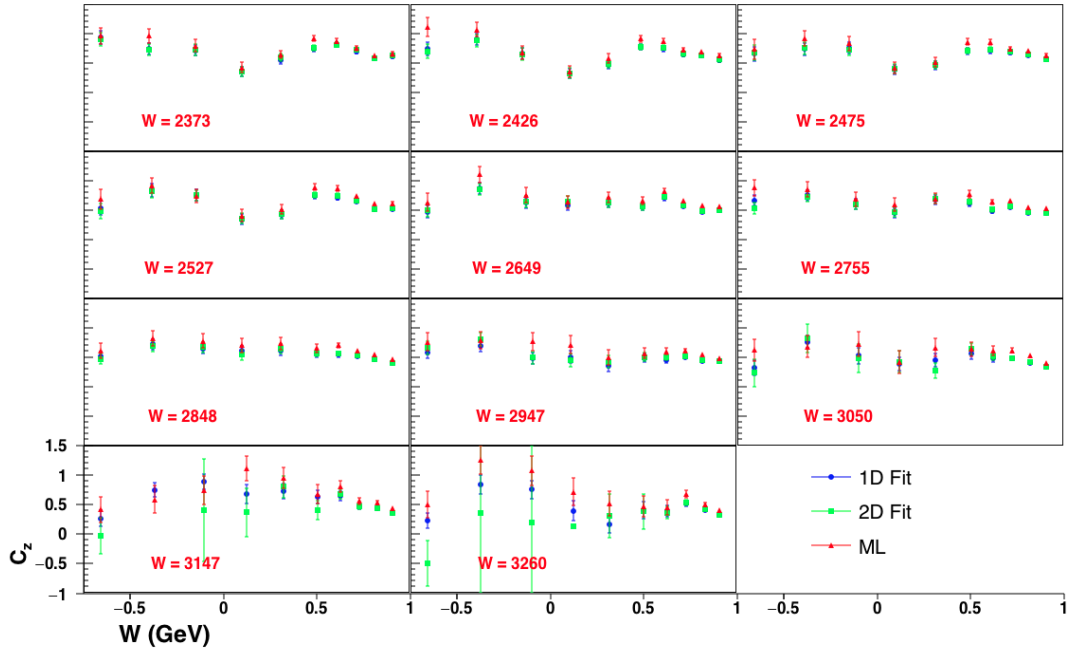 W = 2373
W = 2426
W = 2475
W = 2527
W = 2649
W = 2755
W = 2848
W = 2947
W = 3050
1.5
1
0.5
0
−0.5
−1
C_z
W = 3147
W = 3260
1D Fit
2D Fit
ML
−0.5 0 0.5 1
−0.5 0 0.5 1
−0.5 0 0.5 1
W (GeV)